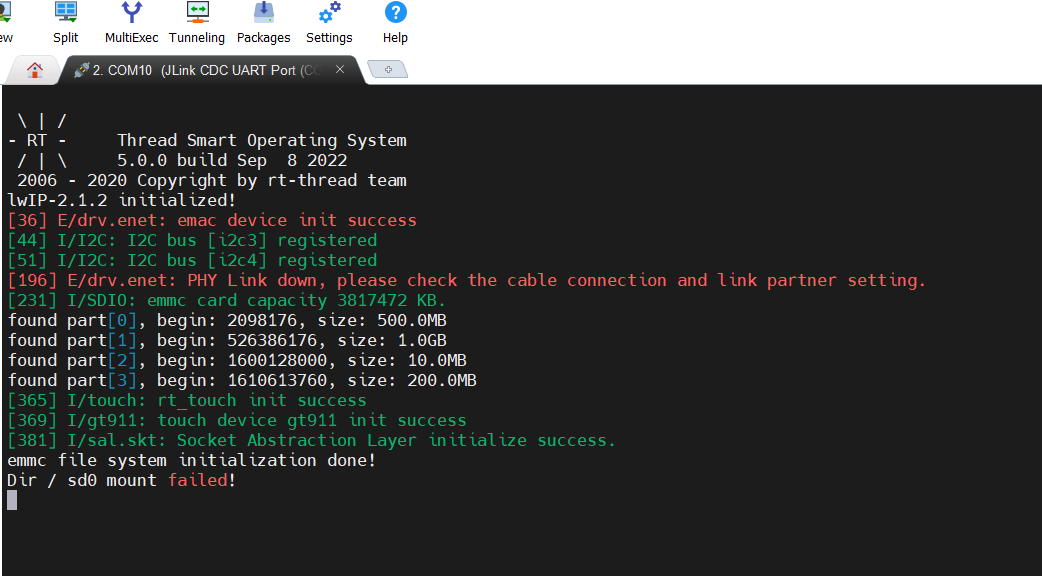 ew Split MultiExec Tunneling Packages Settings Help
2. COM10 (JLink CDC UART Port (CO
\ | /
- RT - Thread Smart Operating System
/ | \ 5.0.0 build Sep 8 2022
2006 - 2020 Copyright by rt-thread team
lwIP-2.1.2 initialized!
[36] E/drv.enet: emac device init success
[44] I/I2C: I2C bus [i2c3] registered
[51] I/I2C: I2C bus [i2c4] registered
[196] E/drv.enet: PHY Link down, please check the cable connection and link partner setting.
[231] I/SDIO: emmc card capacity 3817472 KB.
found part[0], begin: 2098176, size: 500.0MB
found part[1], begin: 526386176, size: 1.0GB
found part[2], begin: 1600128000, size: 10.0MB
found part[3], begin: 1610613760, size: 200.0MB
[365] I/touch: rt_touch init success
[369] I/gt911: touch device gt911 init success
[381] I/sal.skt: Socket Abstraction Layer initialize success.
emmc file system initialization done!
Dir / sd0 mount failed!